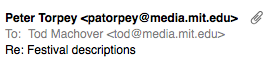 Peter Torpey <patorpey@media.mit.edu>
To: Tod Machover <tod@media.mit.edu>
Re: Festival descriptions